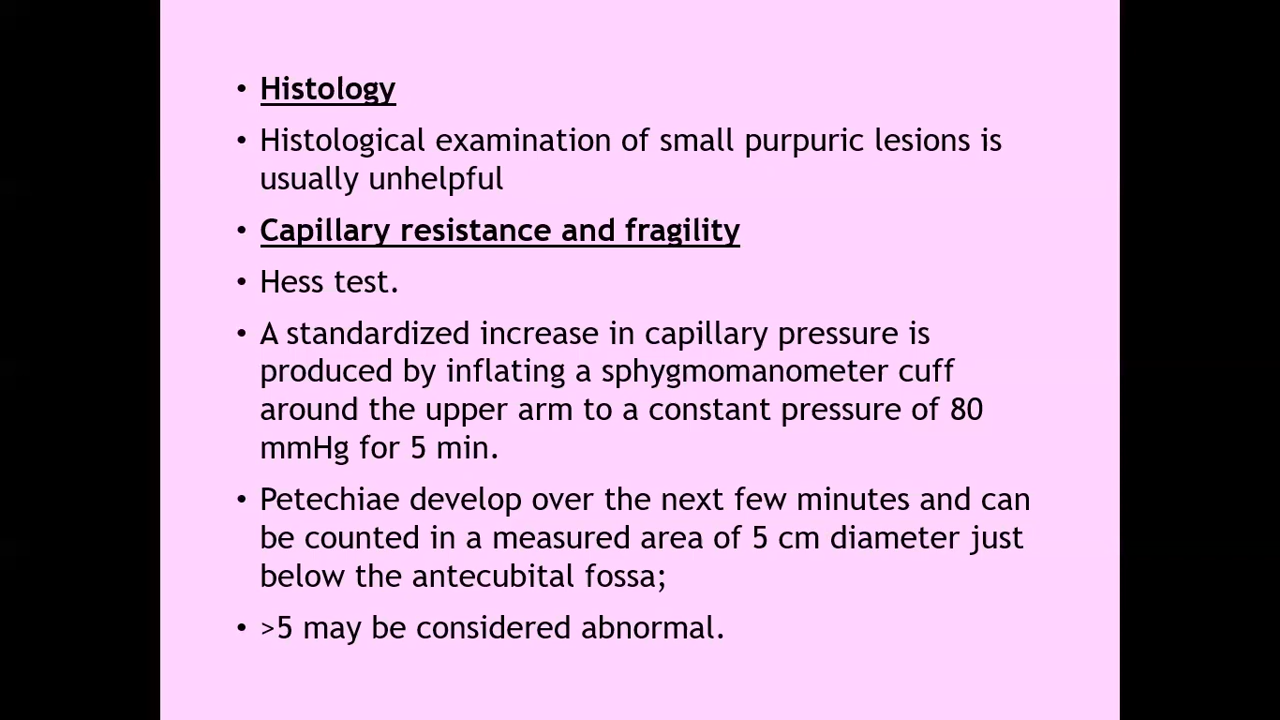 • Histology
• Histological examination of small purpuric lesions is
usually unhelpful
• Capillary resistance and fragility
• Hess test.
• A standardized increase in capillary pressure is
produced by inflating a sphygmomanometer cuff
around the upper arm to a constant pressure of 80
mmHg for 5 min.
• Petechiae develop over the next few minutes and can
be counted in a measured area of 5 cm diameter just
below the antecubital fossa;
• >5 may be considered abnormal.